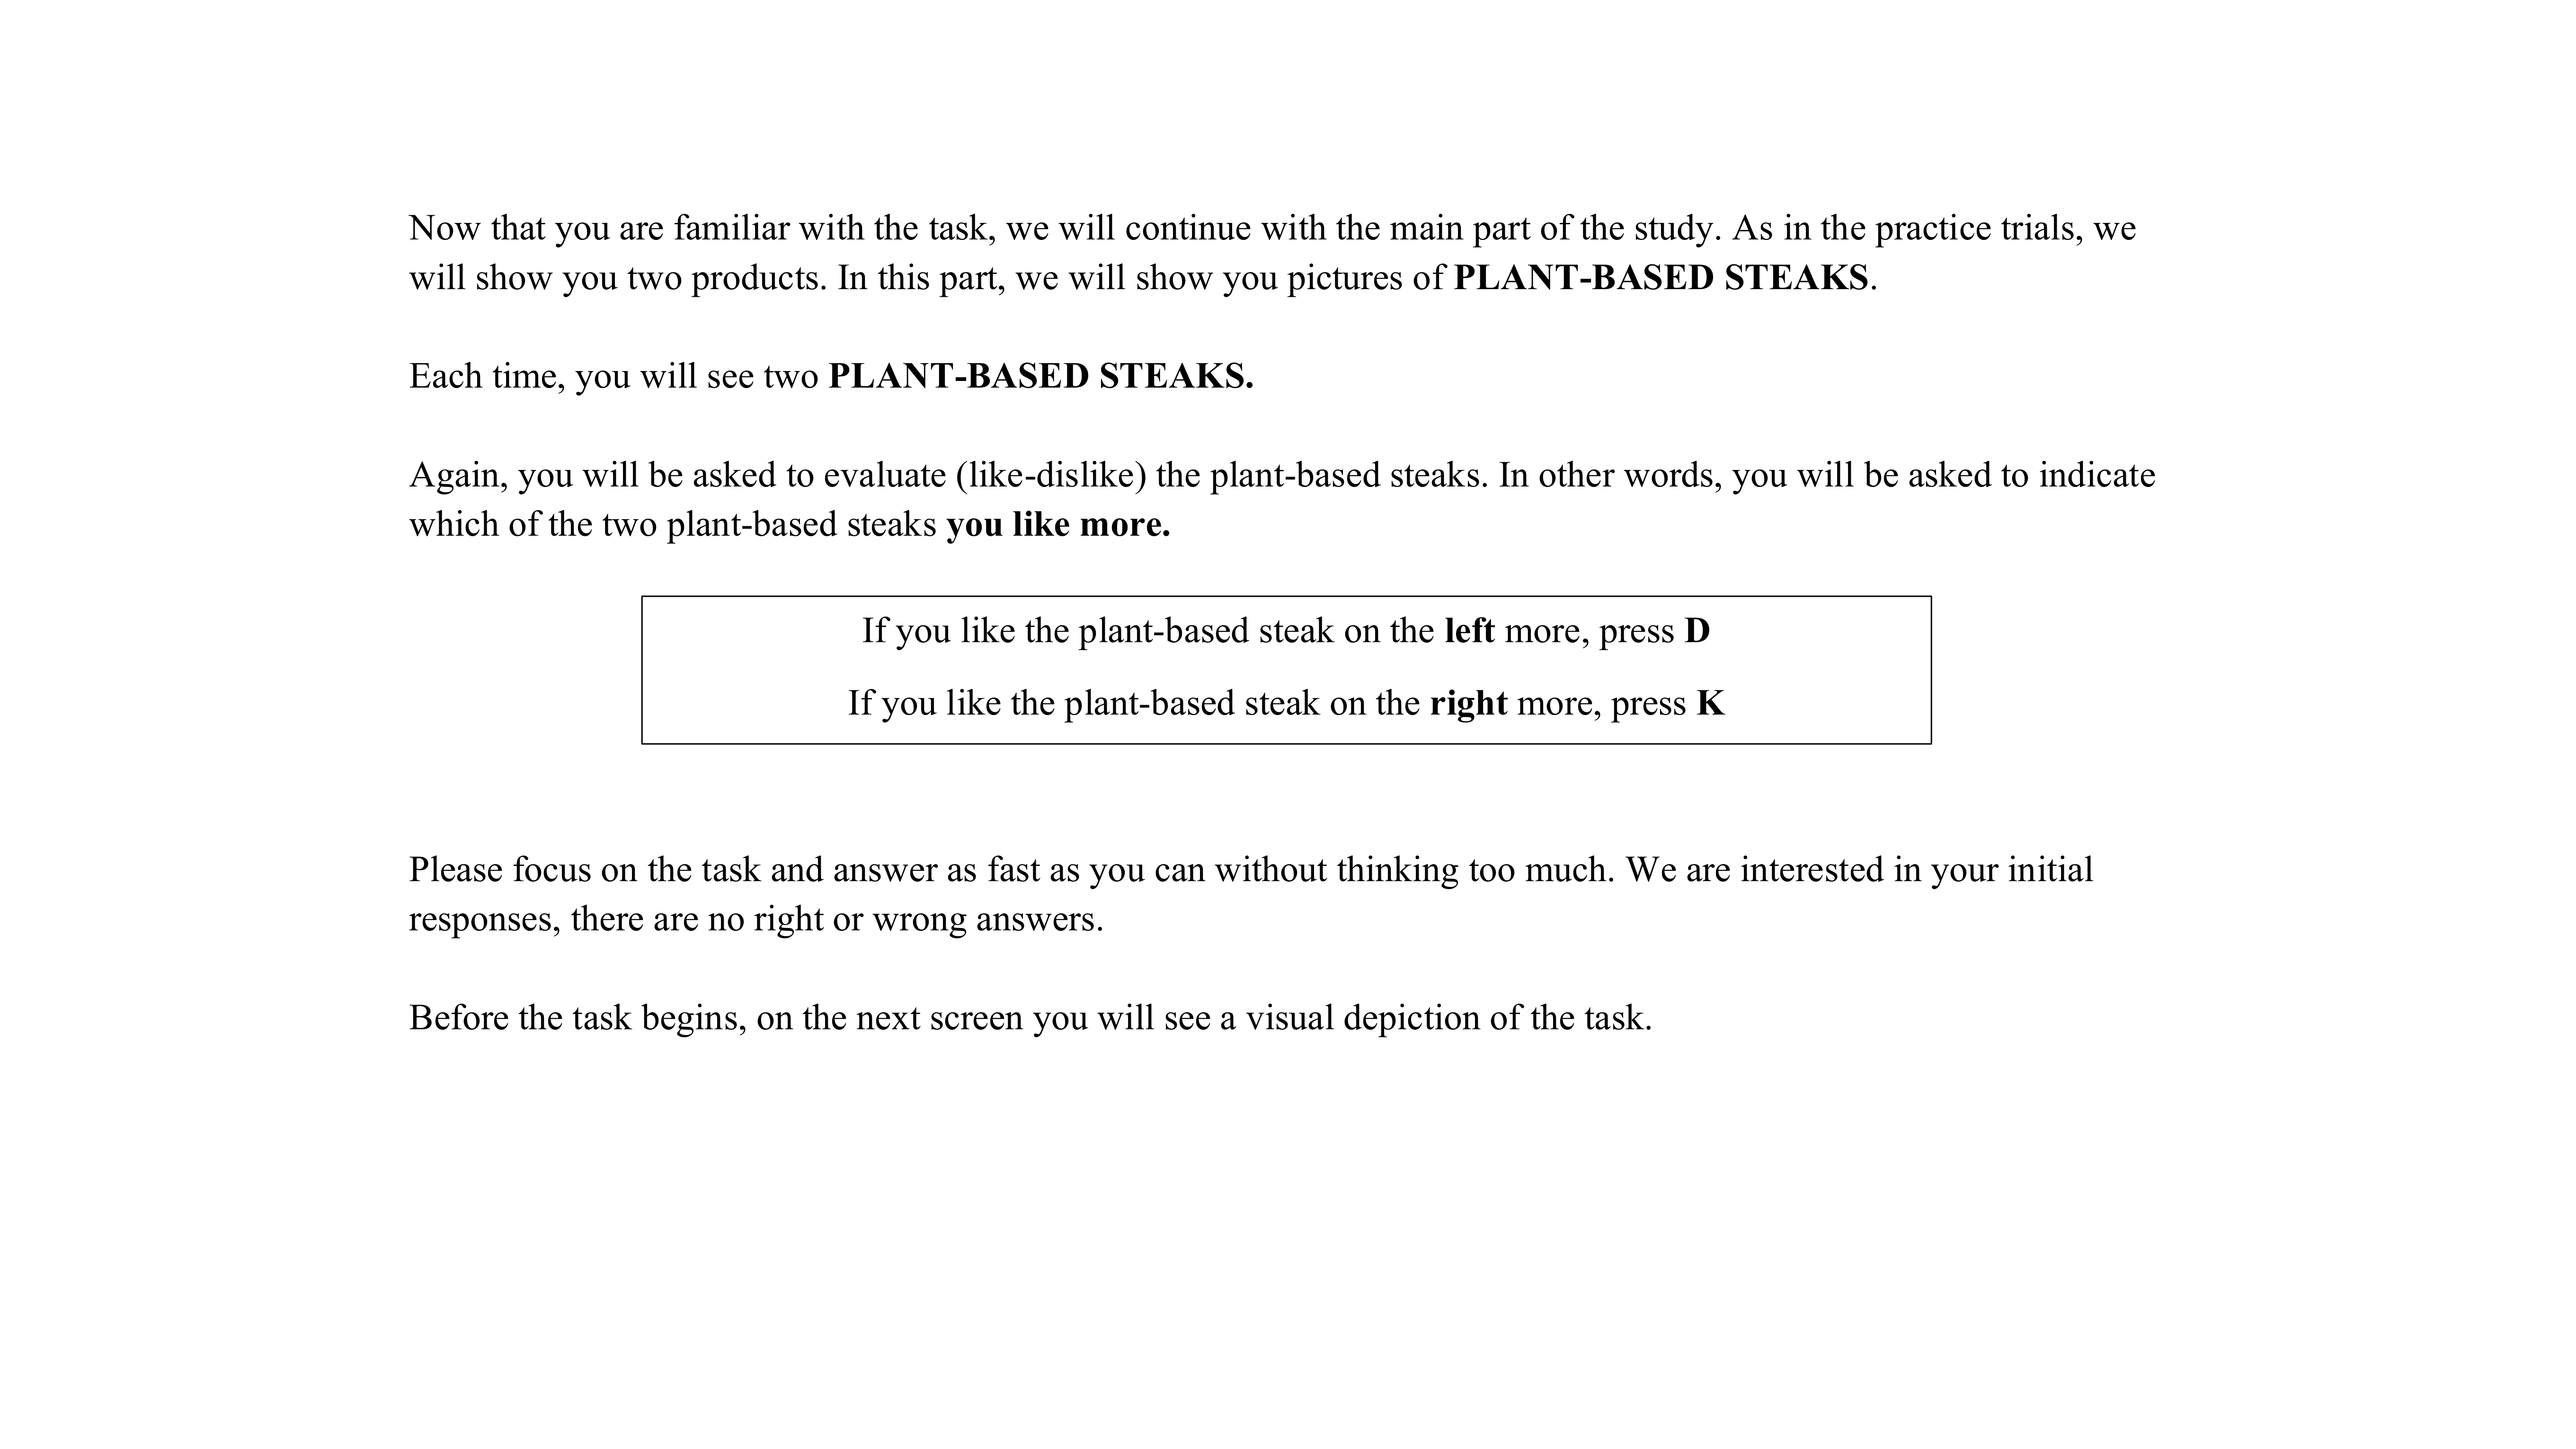 Now that you are familiar with the task, we will continue with the main part of the study. As in the practice trials, we
will show you two products. In this part, we will show you pictures of PLANT-BASED STEAKS.
Each time, you will see two PLANT-BASED STEAKS.
Again, you will be asked to evaluate (like-dislike) the plant-based steaks. In other words, you will be asked to indicate
which of the two plant-based steaks you like more.
If you like the plant-based steak on the left more, press D
If you like the plant-based steak on the right more, press K
Please focus on the task and answer as fast as you can without thinking too much. We are interested in your initial
responses, there are no right or wrong answers.
Before the task begins, on the next screen you will see a visual depiction of the task.